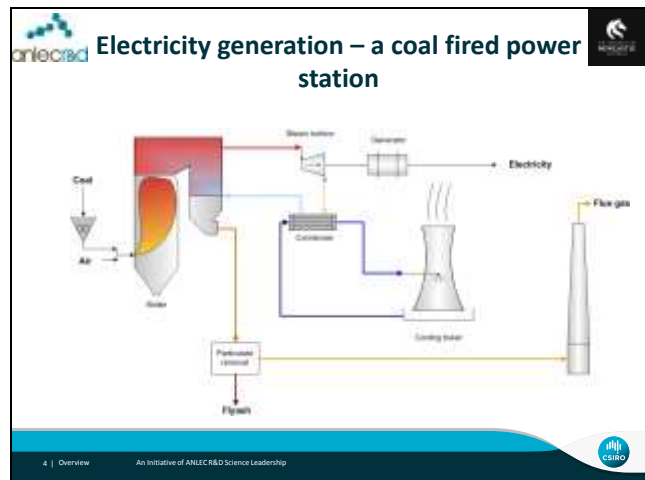 anlecr&d
Electricity generation – a coal fired power
station
Steam turbine
Generator
Electricity
Coal
Flue gas
Condenser
Air
Boiler
Cooling tower
Particulate
removal
Flyash
4 | Overview
An Initiative of ANLEC R&D Science Leadership
CSIRO